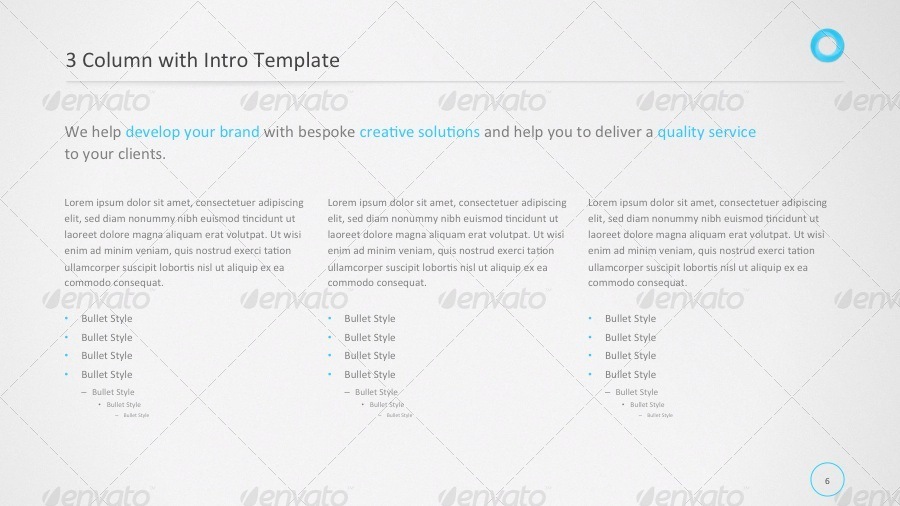 3 Column with Intro Template
We help develop your brand with bespoke creative solutions and help you to deliver a quality service
to your clients.
Lorem ipsum dolor sit amet, consectetuer adipiscing
elit, sed diam nonummy nibh euismod tincidunt ut
laoreet dolore magna aliquam erat volutpat. Ut wisi
enim ad minim veniam, quis nostrud exerci tation
ullamcorper suscipit lobortis nisl ut aliquip ex ea
commodo consequat.
• Bullet Style
• Bullet Style
• Bullet Style
• Bullet Style
– Bullet Style
• Bullet Style
– Bullet Style
Lorem ipsum dolor sit amet, consectetuer adipiscing
elit, sed diam nonummy nibh euismod tincidunt ut
laoreet dolore magna aliquam erat volutpat. Ut wisi
enim ad minim veniam, quis nostrud exerci tation
ullamcorper suscipit lobortis nisl ut aliquip ex ea
commodo consequat.
• Bullet Style
• Bullet Style
• Bullet Style
• Bullet Style
– Bullet Style
• Bullet Style
– Bullet Style
Lorem ipsum dolor sit amet, consectetuer adipiscing
elit, sed diam nonummy nibh euismod tincidunt ut
laoreet dolore magna aliquam erat volutpat. Ut wisi
enim ad minim veniam, quis nostrud exerci tation
ullamcorper suscipit lobortis nisl ut aliquip ex ea
commodo consequat.
• Bullet Style
• Bullet Style
• Bullet Style
• Bullet Style
– Bullet Style
• Bullet Style
– Bullet Style
6
envato envato envato envato envato
envato envato envato envato envato
envato envato envato envato envato